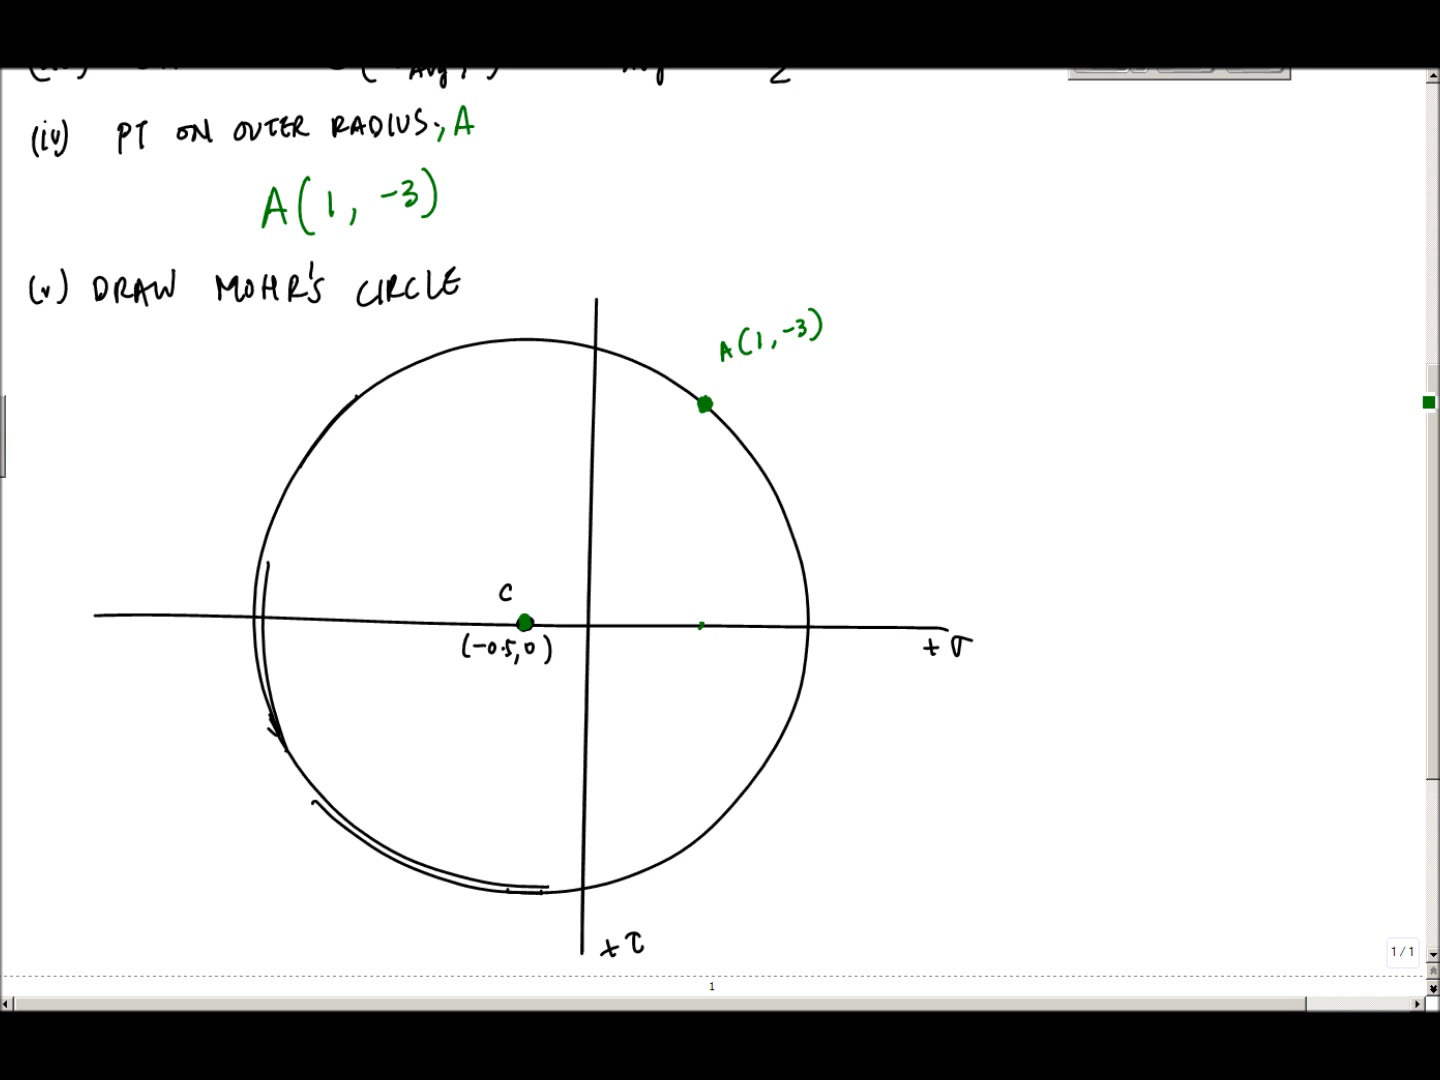 (iv) PT ON OUTER RADIUS, A
A(1, -3)
(v) DRAW MOHR'S CIRCLE
A(1, -3)
C
(-0.5, 0)
+ σ
+ τ
1 / 1
1